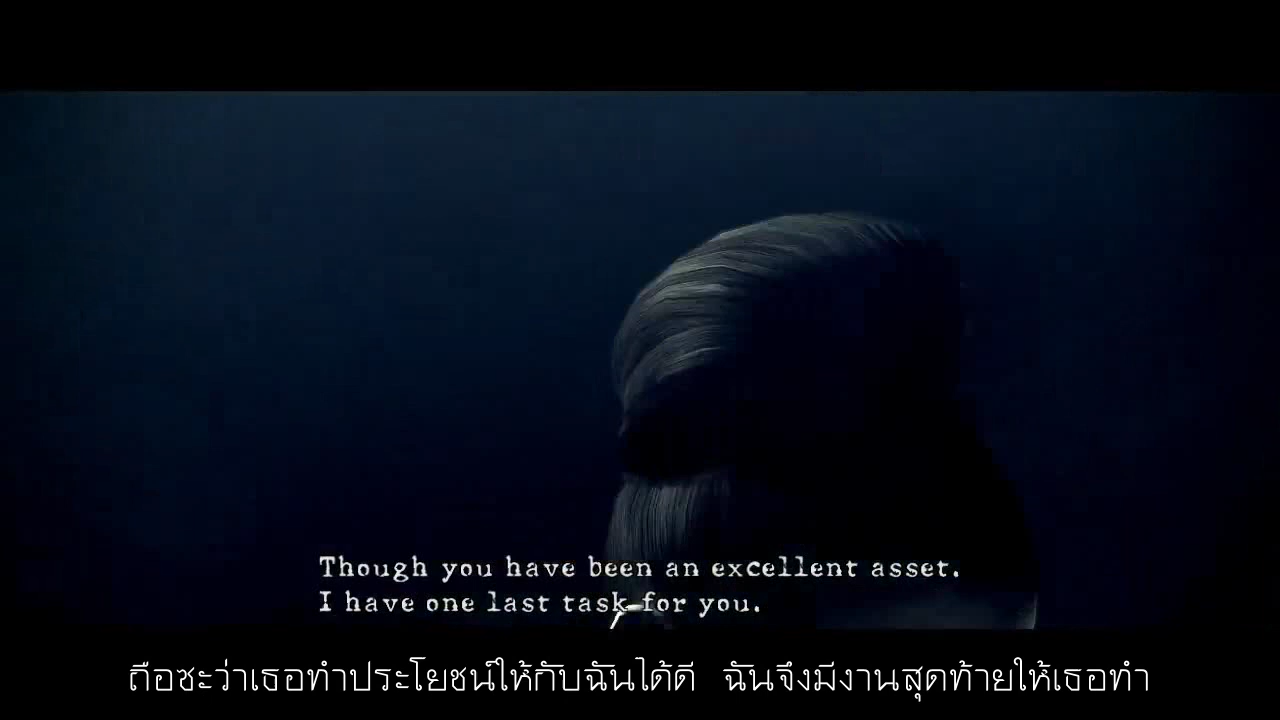 Though you have been an excellent asset.
I have one last task for you.
ถือซะว่าเธอทำประโยชน์ให้กับฉันได้ดี ฉันจึงมีงานสุดท้ายให้เธอทำ